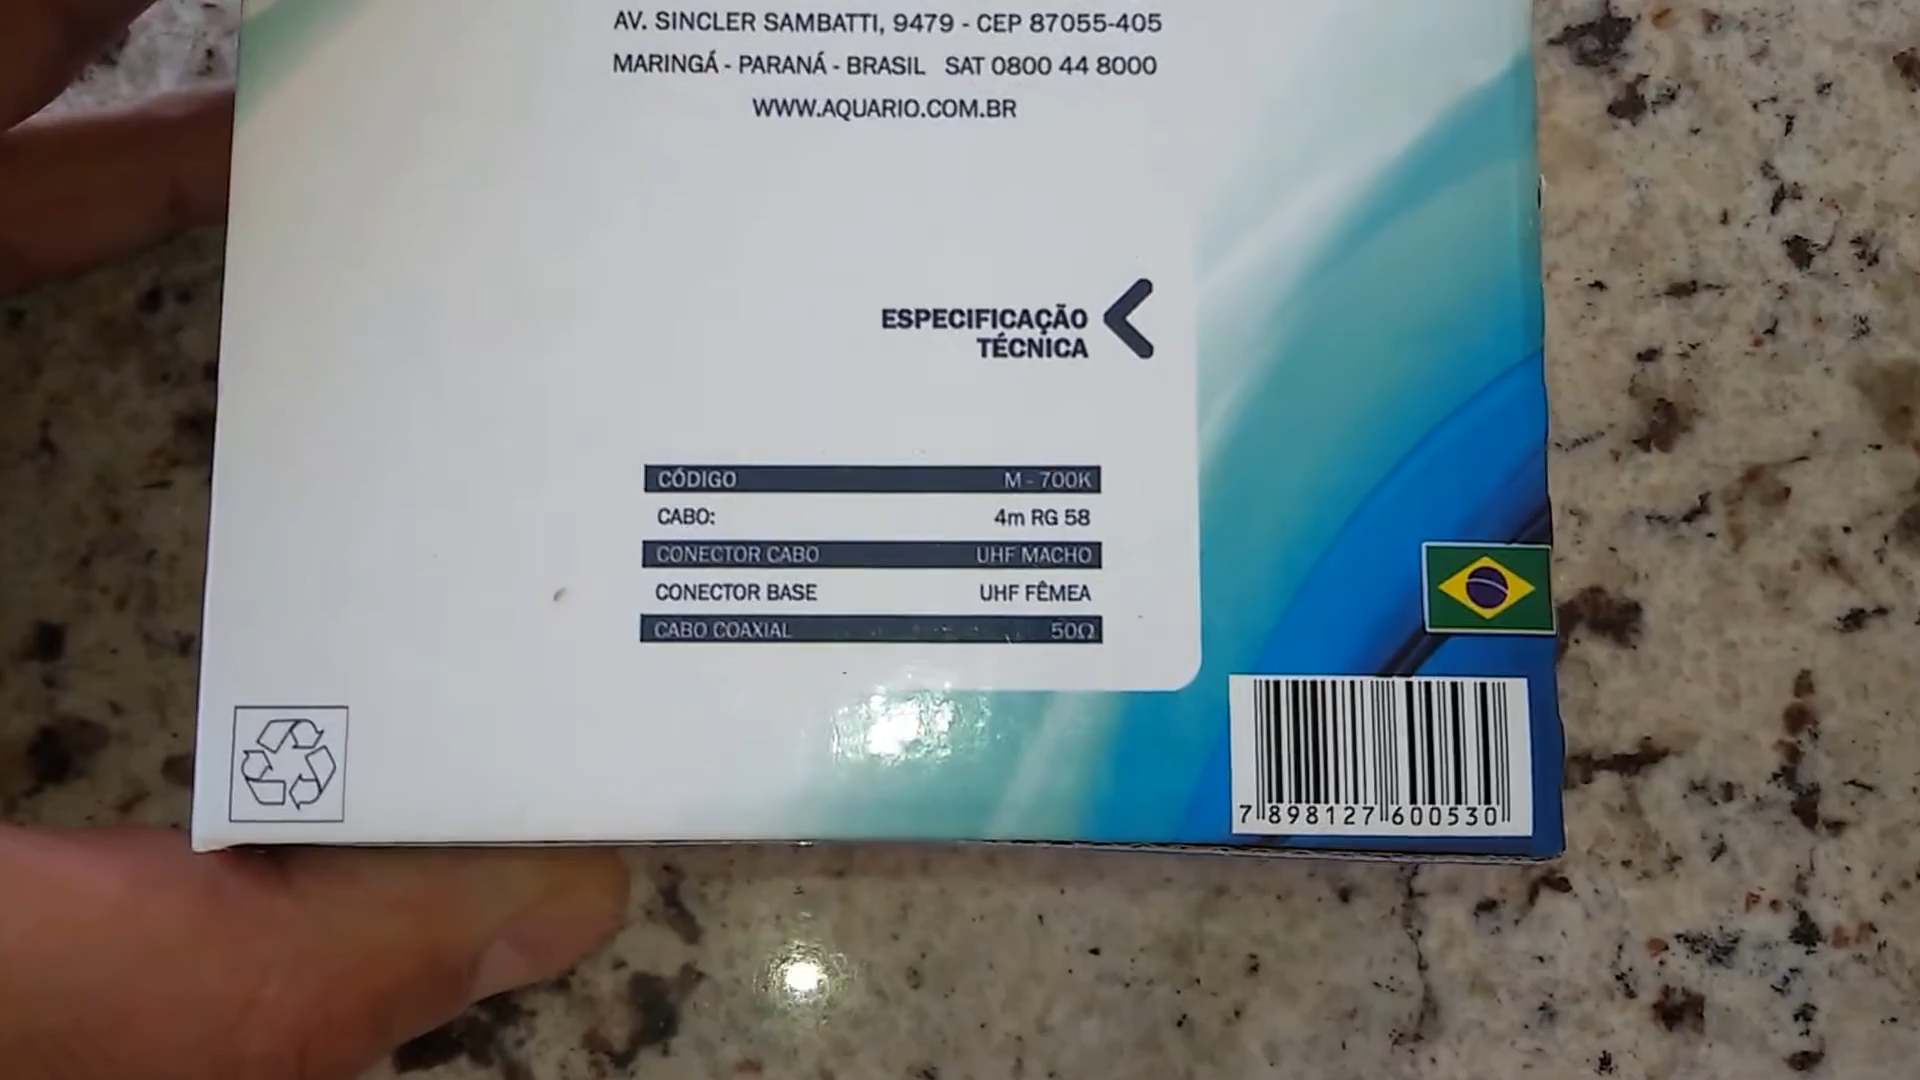 AV. SINCLER SAMBATTI, 9479 - CEP 87055-405
MARINGÁ - PARANÁ - BRASIL SAT 0800 44 8000
WWW.AQUARIO.COM.BR
ESPECIFICAÇÃO
TÉCNICA
CÓDIGO M - 700K
CABO: 4m RG 58
CONECTOR CABO UHF MACHO
CONECTOR BASE UHF FÊMEA
CABO COAXIAL 50Ω
7 898127 600530